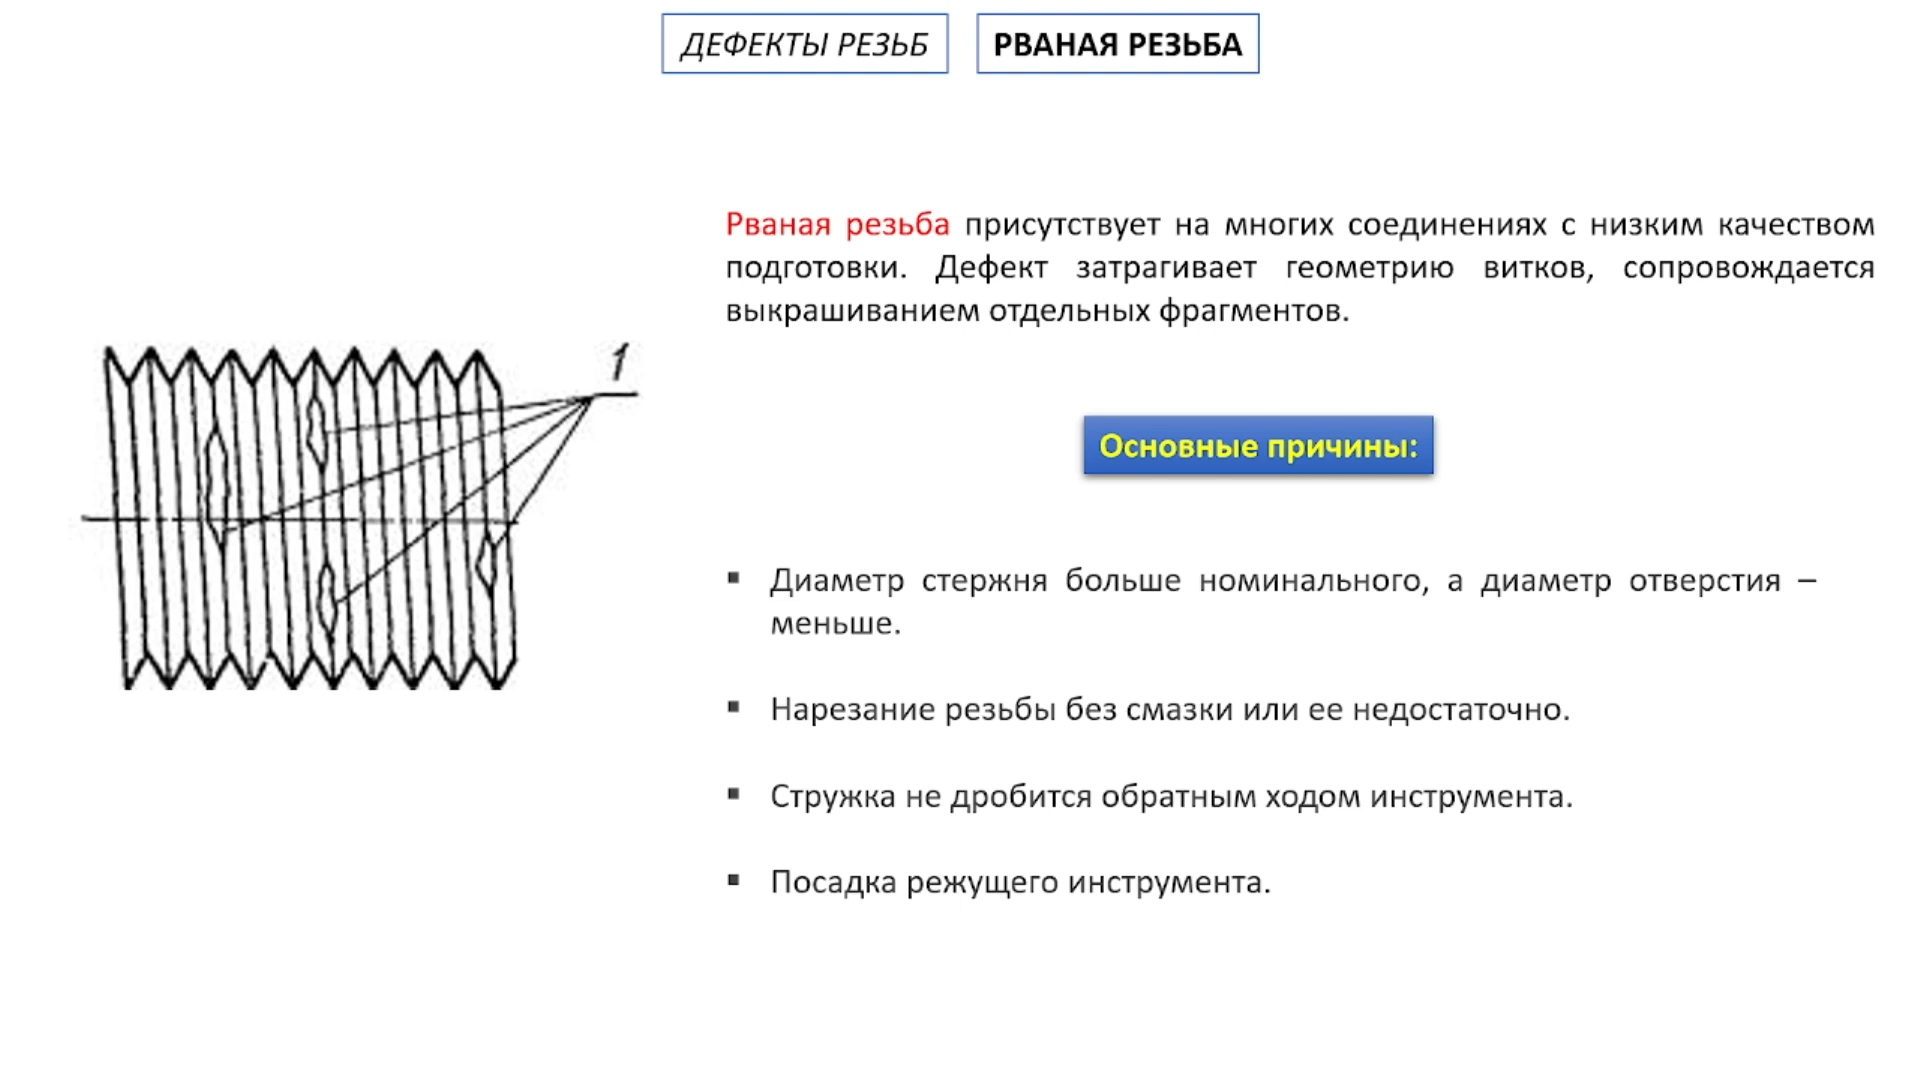 ДЕФЕКТЫ РЕЗЬБ
РВАНАЯ РЕЗЬБА
Рваная резьба присутствует на многих соединениях с низким качеством
подготовки. Дефект затрагивает геометрию витков, сопровождается
выкрашиванием отдельных фрагментов.
1
Основные причины:
▪ Диаметр стержня больше номинального, а диаметр отверстия –
меньше.
▪ Нарезание резьбы без смазки или ее недостаточно.
▪ Стружка не дробится обратным ходом инструмента.
▪ Посадка режущего инструмента.